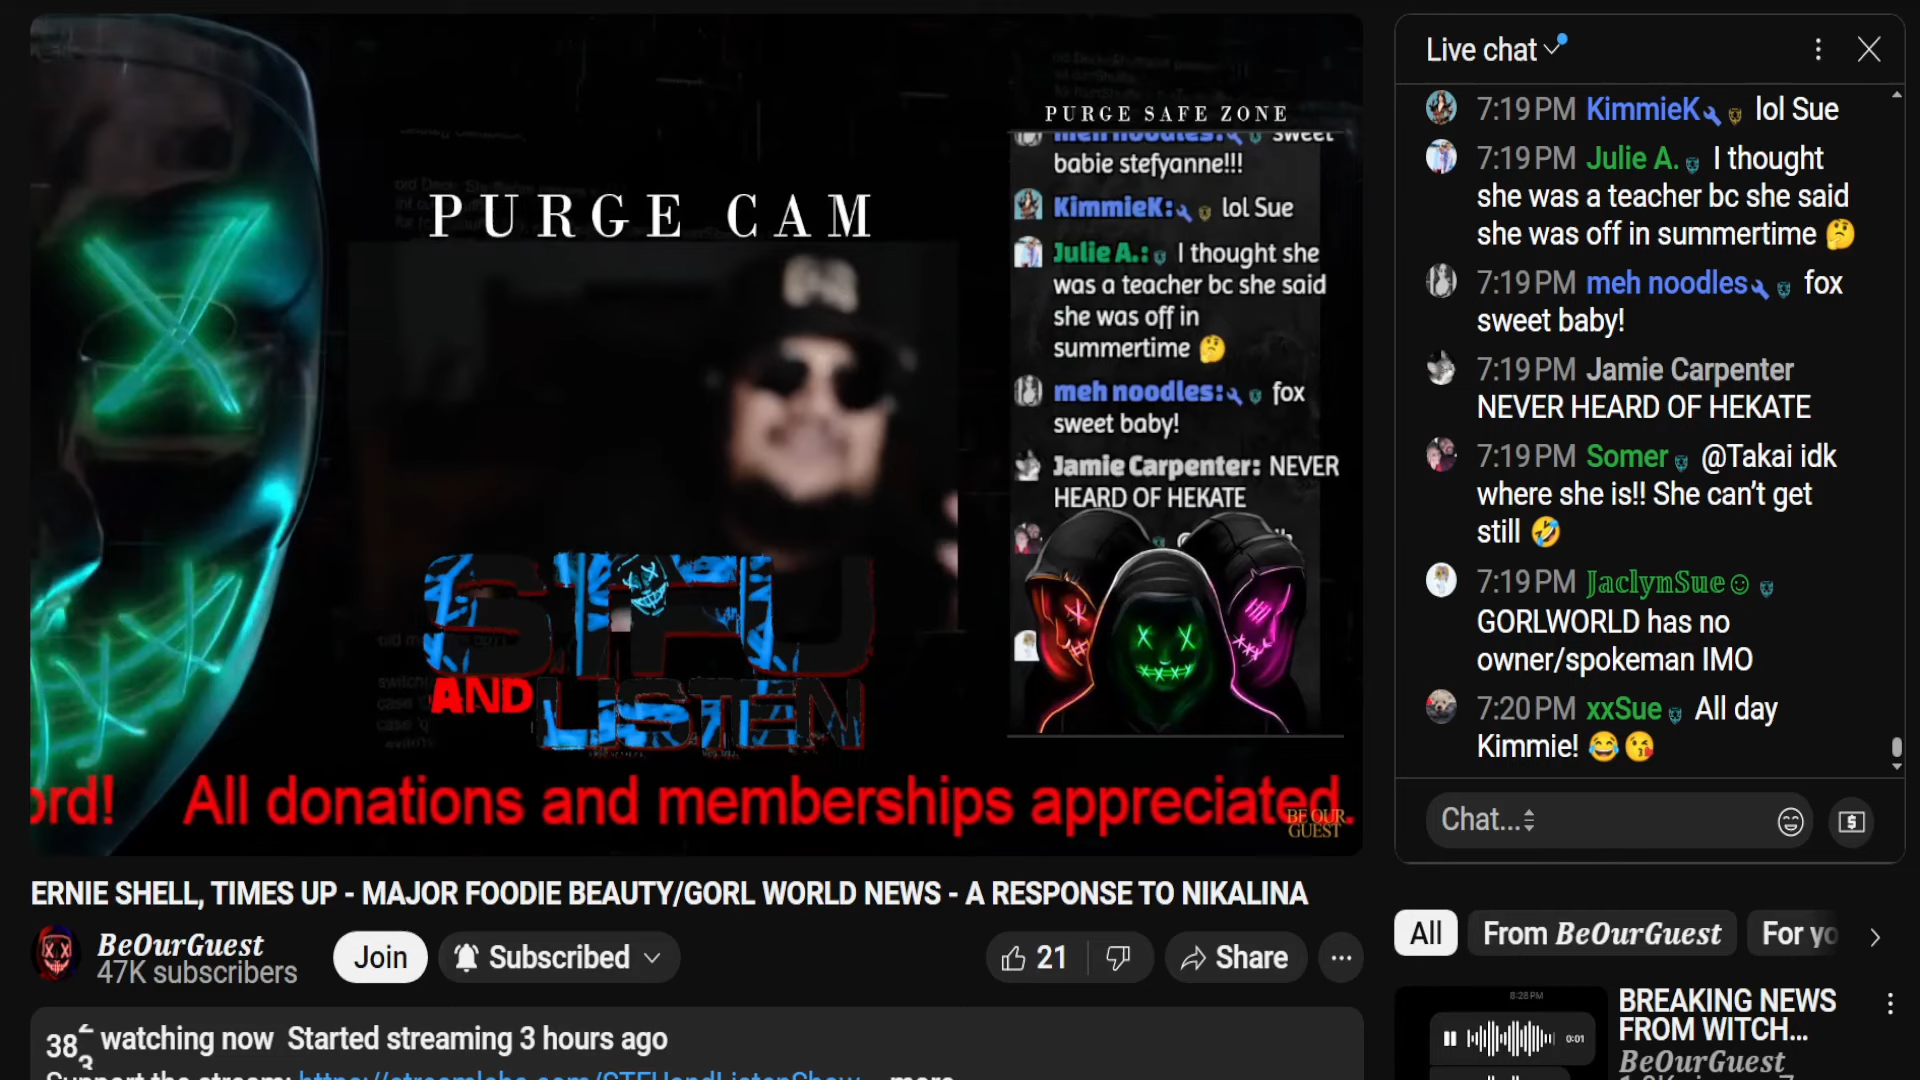 PURGE SAFE ZONE
meh noodles: sweet
babie stefyanne!!!
KimmieK: lol Sue
Julie A.: I thought she
was a teacher bc she said
she was off in
summertime 🤔
meh noodles: fox
sweet baby!
Jamie Carpenter: NEVER
HEARD OF HEKATE
PURGE CAM
STFU
AND LISTEN
ord! All donations and memberships appreciated.
BE OUR
GUEST
ERNIE SHELL, TIMES UP - MAJOR FOODIE BEAUTY/GORL WORLD NEWS - A RESPONSE TO NIKALINA
BeOurGuest
47K subscribers
Join
Subscribed
21
Share
watching now Started streaming 3 hours ago
Support the stream: https://streamlabs.com/STFUandListenShow ...more
Live chat
7:19 PM KimmieK lol Sue
7:19 PM Julie A. I thought
she was a teacher bc she said
she was off in summertime 🤔
7:19 PM meh noodles fox
sweet baby!
7:19 PM Jamie Carpenter
NEVER HEARD OF HEKATE
7:19 PM Somer @Takai idk
where she is!! She can’t get
still 🤣
7:19 PM JaclynSue☺
GORLWORLD has no
owner/spokeman IMO
7:20 PM xxSue All day
Kimmie! 😂😘
Chat...
All
From BeOurGuest
For yo
8:28 PM
0:01
BREAKING NEWS
FROM WITCH...
BeOurGuest